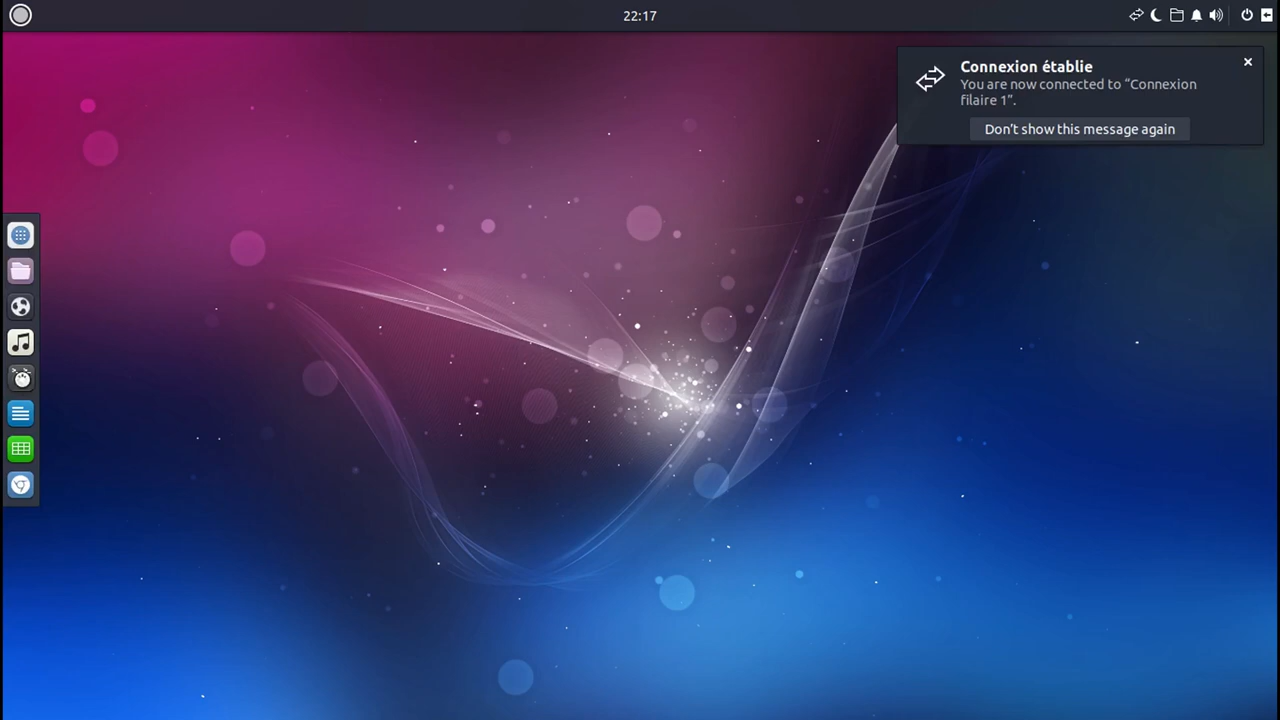 22:17
Connexion établie
You are now connected to “Connexion
filaire 1”.
Don’t show this message again